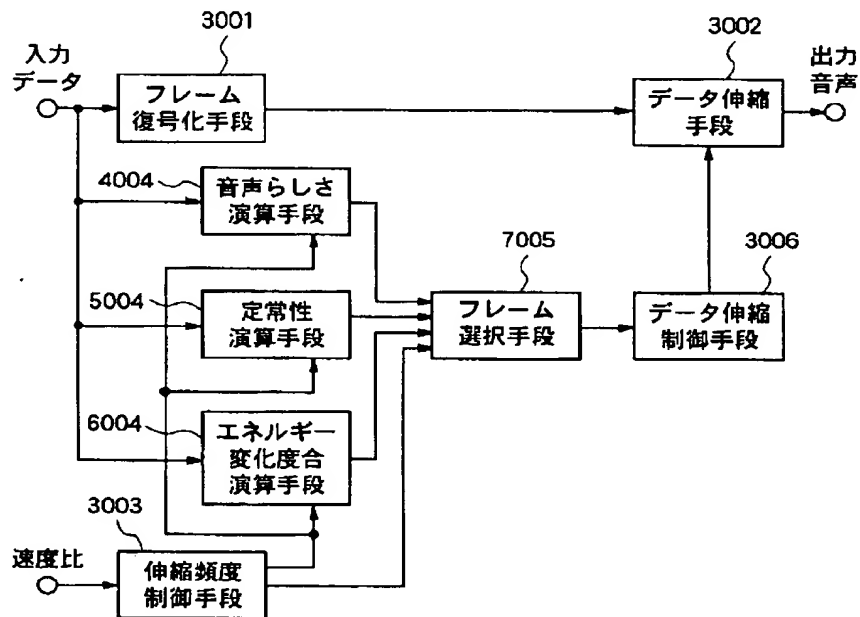 3001
3002
入力
データ
出力
音声
フレーム
復号化手段
データ伸縮
手段
4004
音声らしさ
演算手段
7005
3006
5004
定常性
演算手段
フレーム
選択手段
データ伸縮
制御手段
6004
エネルギー
変化度合
演算手段
3003
速度比
伸縮頻度
制御手段